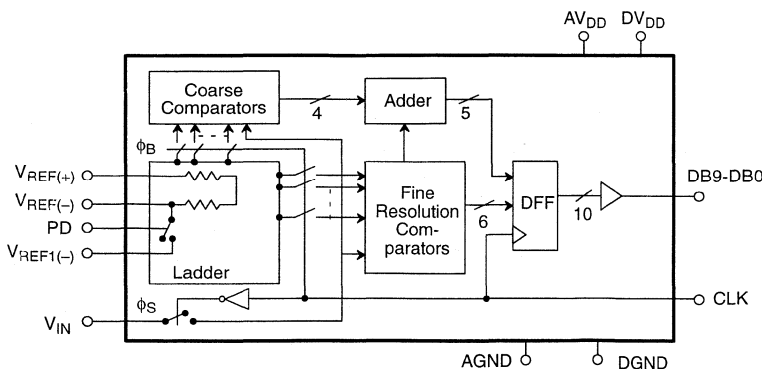 AVDD DVDD
Coarse
Comparators
4
Adder
5
ϕB
VREF(+)
VREF(−)
PD
VREF1(−)
Ladder
Fine
Resolution
Com-
parators
6
DFF
10
DB9-DB0
ϕS
VIN
CLK
AGND DGND